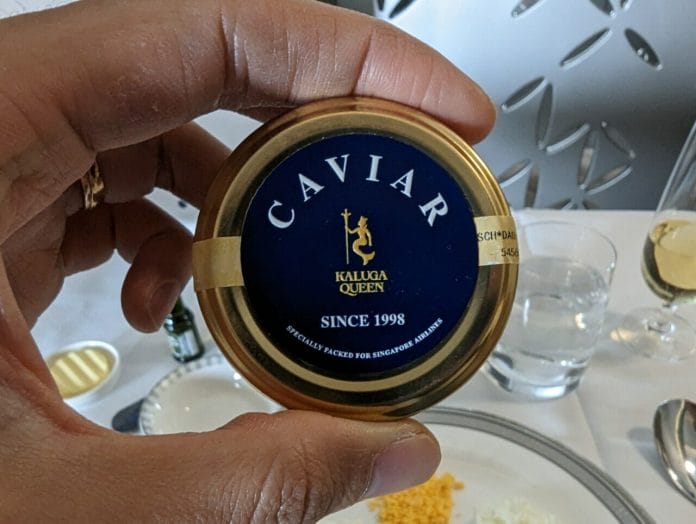 CAVIAR
KALUGA
QUEEN
SINCE 1998
SPECIALLY PACKED FOR SINGAPORE AIRLINES